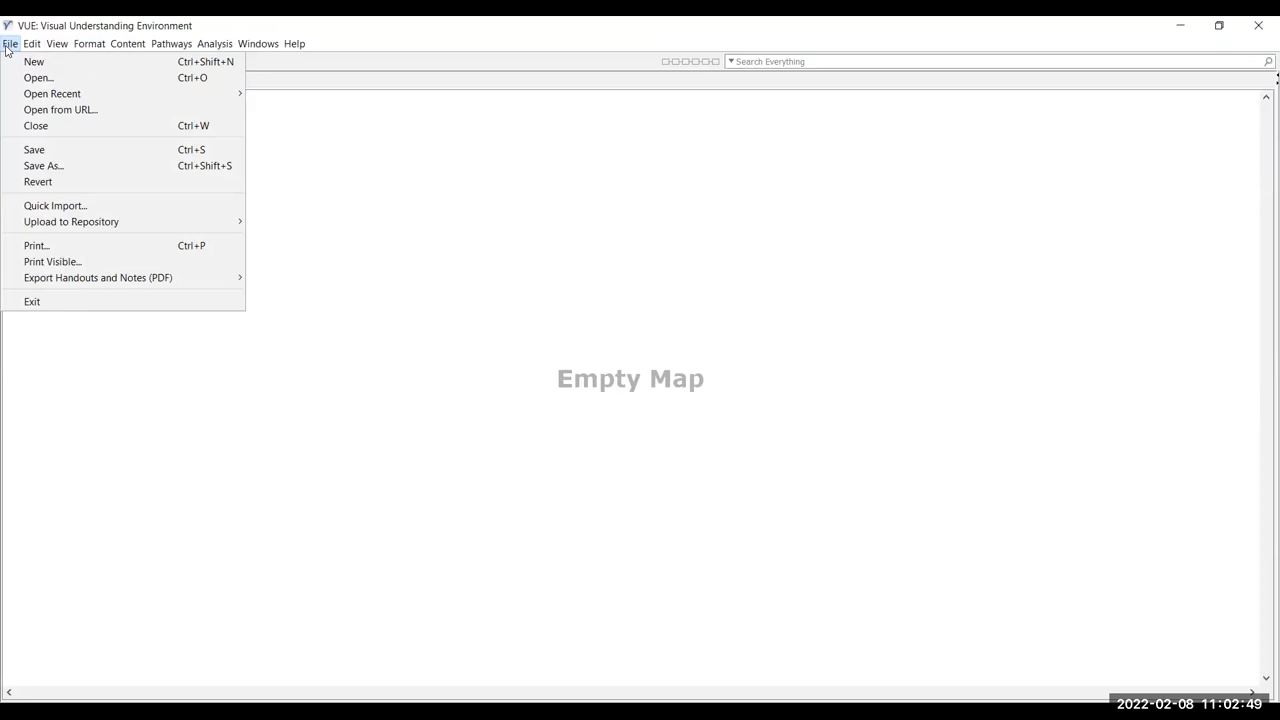 VUE: Visual Understanding Environment
File Edit View Format Content Pathways Analysis Windows Help
Search Everything
New Ctrl+Shift+N
Open... Ctrl+O
Open Recent
Open from URL...
Close Ctrl+W
Save Ctrl+S
Save As... Ctrl+Shift+S
Revert
Quick Import...
Upload to Repository
Print... Ctrl+P
Print Visible...
Export Handouts and Notes (PDF)
Exit
Empty Map
2022-02-08 11:02:49